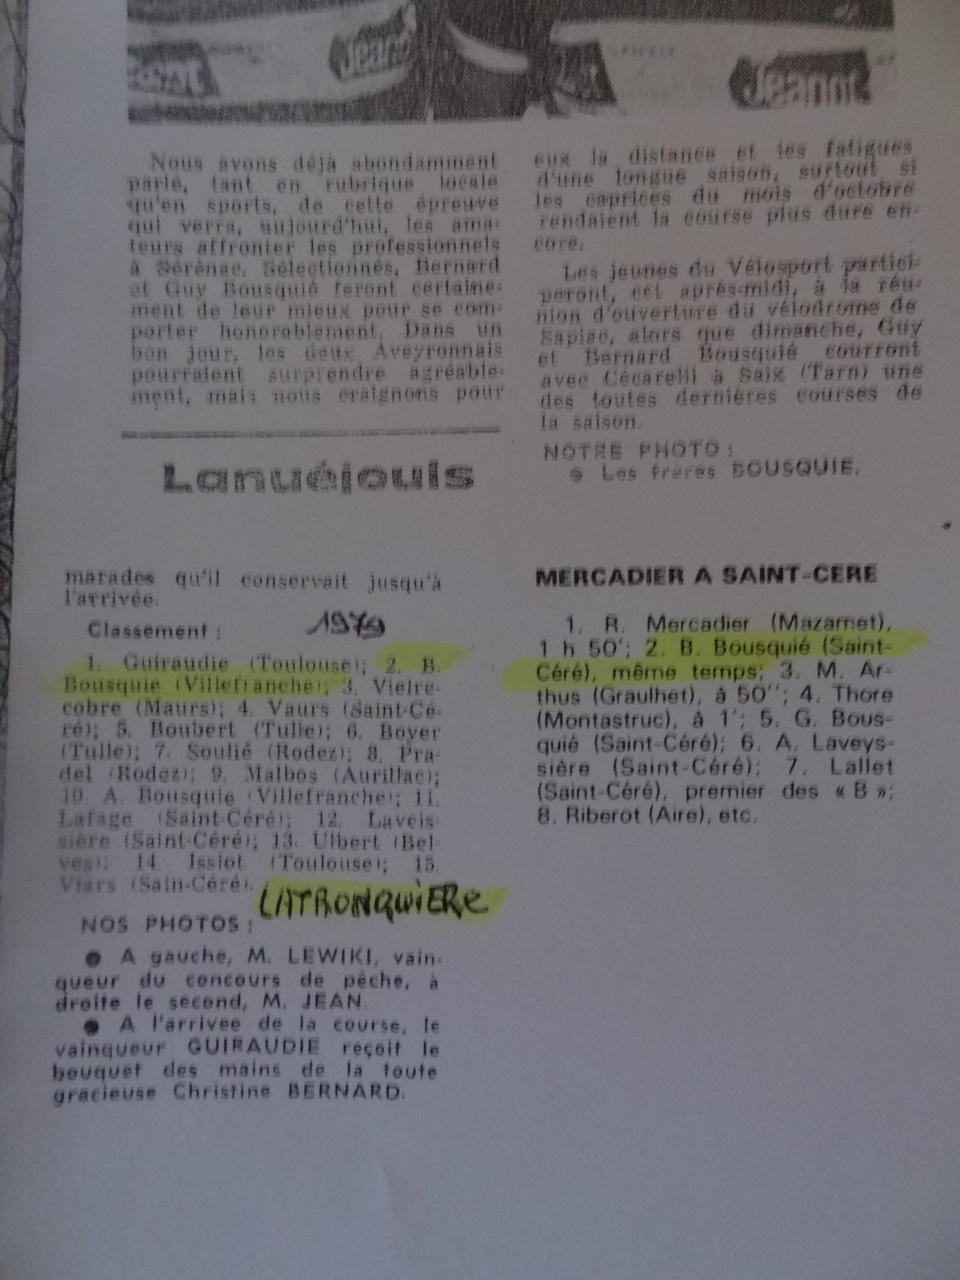 Jeanot
Jeanot
Nous avons déjà abondamment
parlé, tant en rubrique locale
qu'en sports, de cette épreuve
qui verra, aujourd'hui, les ama-
teurs affronter les professionnels
à Sérénac. Sélectionnés, Bernard
et Guy Bousquié feront certaine-
ment de leur mieux pour se com-
porter honorablement. Dans un
bon jour, les deux Aveyronnais
pourraient surprendre agréable-
ment, mais nous craignons pour
eux la distance et les fatigues
d'une longue saison, surtout si
les caprices du mois d'octobre
rendaient la course plus dure en-
core.
Les jeunes du Vélosport partici-
peront, cet après-midi, à la réu-
nion d'ouverture du vélodrome de
Sapiac, alors que dimanche, Guy
et Bernard Bousquié courront
avec Cécarelli à Saix (Tarn) une
des toutes dernières courses de
la saison.
NOTRE PHOTO :
● Les frères BOUSQUIE.
Lanuéjouls
marades qu'il conservait jusqu'à
l'arrivée.
Classement : 1979
1. Guiraudie (Toulouse); 2. B.
Bousquie (Villefranche); 3. Vielre-
cobre (Maurs); 4. Vaurs (Saint-Cé-
ré); 5. Boubert (Tulle); 6. Boyer
(Tulle); 7. Soulié (Rodez); 8. Pra-
del (Rodez); 9. Malbos (Aurillac);
10. A. Bousquie (Villefranche); 11.
Lafage (Saint-Céré); 12. Laveis-
sière (Saint-Céré); 13. Ulbert (Bel-
ves); 14. Issiot (Toulouse); 15.
Viars (Sain-Céré).
LATRONQUIERE
NOS PHOTOS :
● A gauche, M. LEWIKI, vain-
queur du concours de pêche, à
droite le second, M. JEAN.
● A l'arrivée de la course, le
vainqueur GUIRAUDIE reçoit le
bouquet des mains de la toute
gracieuse Christine BERNARD.
MERCADIER A SAINT-CERE
1. R. Mercadier (Mazamet),
1 h 50'; 2. B. Bousquié (Saint-
Céré), même temps; 3. M. Ar-
thus (Graulhet), à 50''; 4. Thore
(Montastruc), à 1'; 5. G. Bous-
quié (Saint-Céré); 6. A. Laveys-
sière (Saint-Céré); 7. Lallet
(Saint-Céré), premier des « B »;
8. Riberot (Aire), etc.